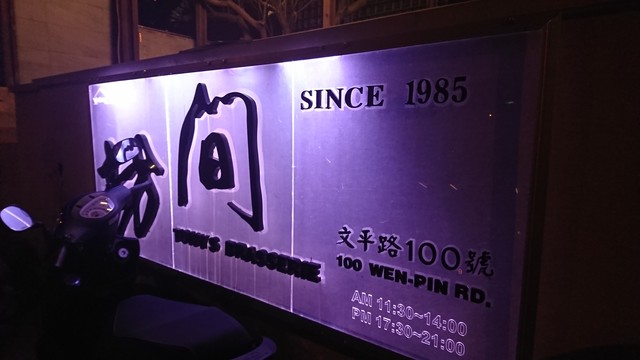 間
SINCE 1985
BRASSERIE
文平路100號
100 WEN-PIN RD.
AM 11:30~14:00
PM 17:30~21:00